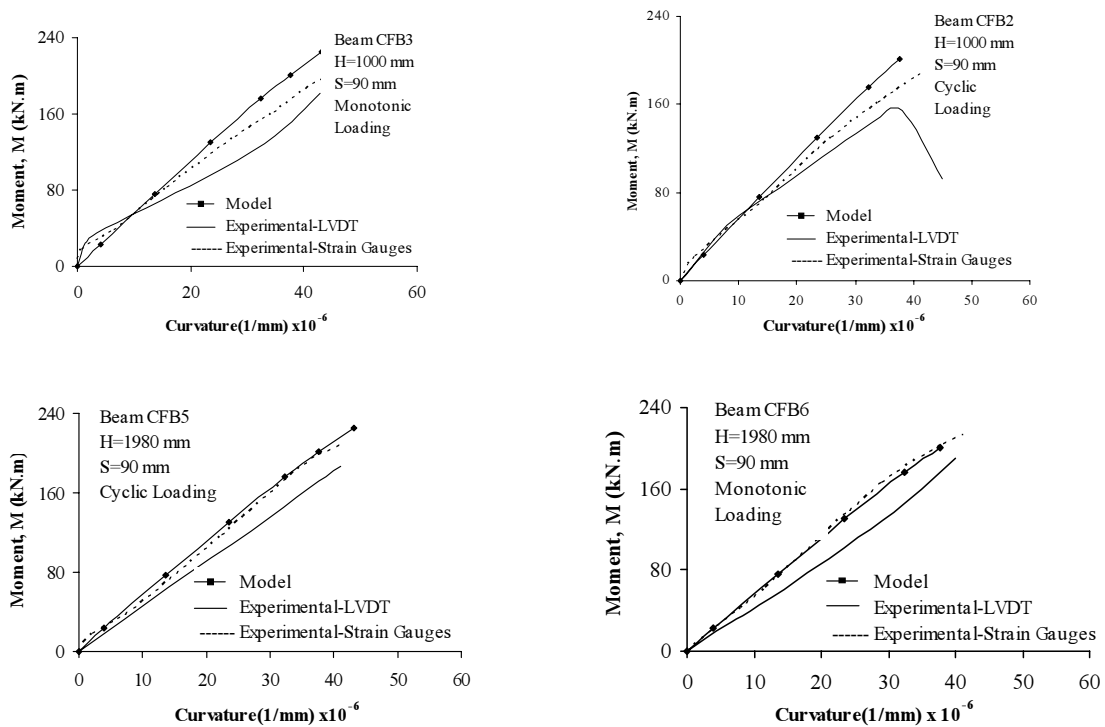 Beam CFB3
H=1000 mm
S=90 mm
Monotonic
Loading
Moment, M (kN.m)
240
160
80
0
Model
Experimental-LVDT
Experimental-Strain Gauges
0 20 40 60
Curvature(1/mm) x10-6
Beam CFB2
H=1000 mm
S=90 mm
Cyclic
Loading
Moment, M (kN.m)
240
160
80
0
Model
Experimental-LVDT
Experimental-Strain Gauges
0 10 20 30 40 50 60
Curvature(1/mm) x10-6
Beam CFB5
H=1980 mm
S=90 mm
Cyclic Loading
Moment, M (kN.m)
240
160
80
0
Model
Experimental-LVDT
Experimental-Strain Gauges
0 10 20 30 40 50 60
Curvature(1/mm) x10-6
Beam CFB6
H=1980 mm
S=90 mm
Monotonic
Loading
Moment, M (kN.m)
240
160
80
0
Model
Experimental-LVDT
Experimental-Strain Gauges
0 10 20 30 40 50 60
Curvature(1/mm) x 10-6